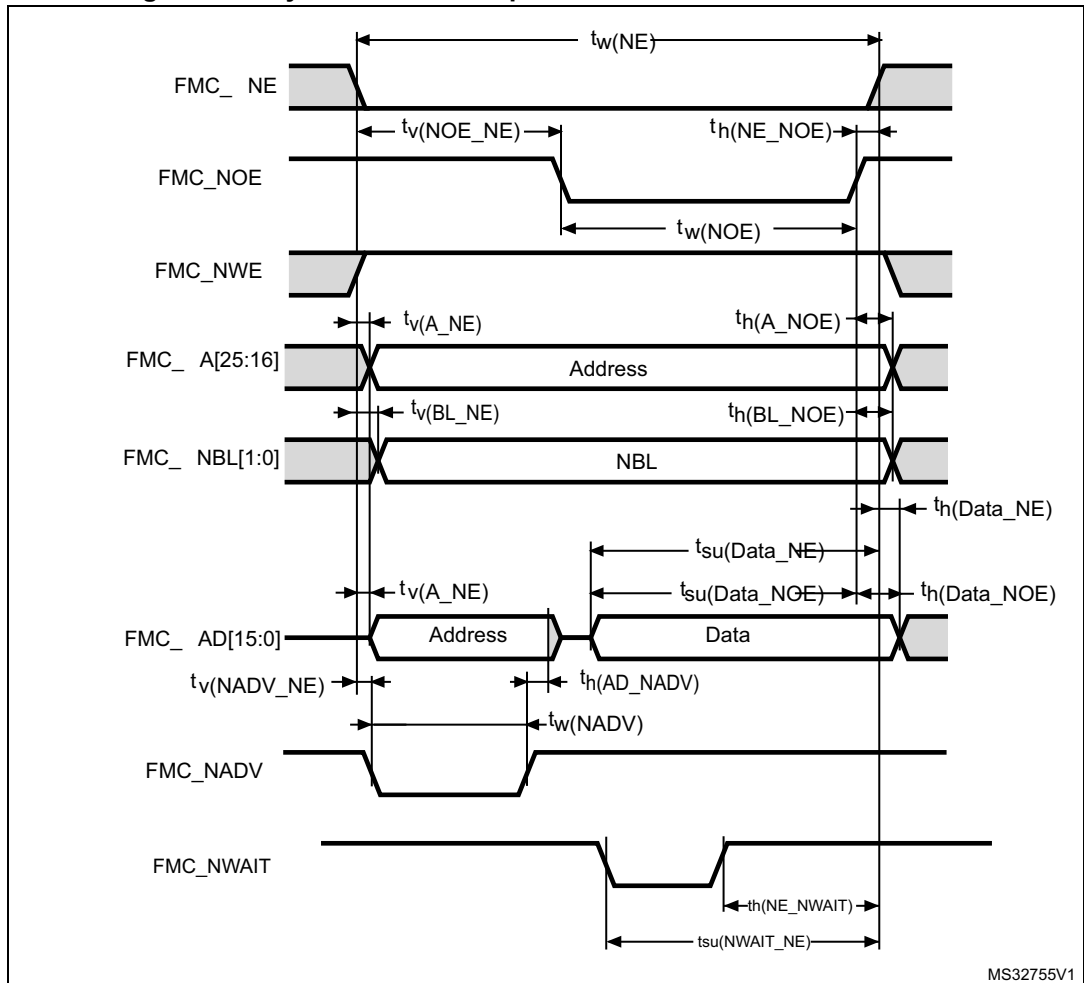 tw(NE)
FMC_ NE
tv(NOE_NE)
th(NE_NOE)
FMC_NOE
tw(NOE)
FMC_NWE
tv(A_NE)
th(A_NOE)
FMC_ A[25:16]
Address
tv(BL_NE)
th(BL_NOE)
FMC_ NBL[1:0]
NBL
th(Data_NE)
tsu(Data_NE)
tv(A_NE)
tsu(Data_NOE)
th(Data_NOE)
FMC_ AD[15:0]
Address
Data
tv(NADV_NE)
th(AD_NADV)
tw(NADV)
FMC_NADV
FMC_NWAIT
th(NE_NWAIT)
tsu(NWAIT_NE)
MS32755V1